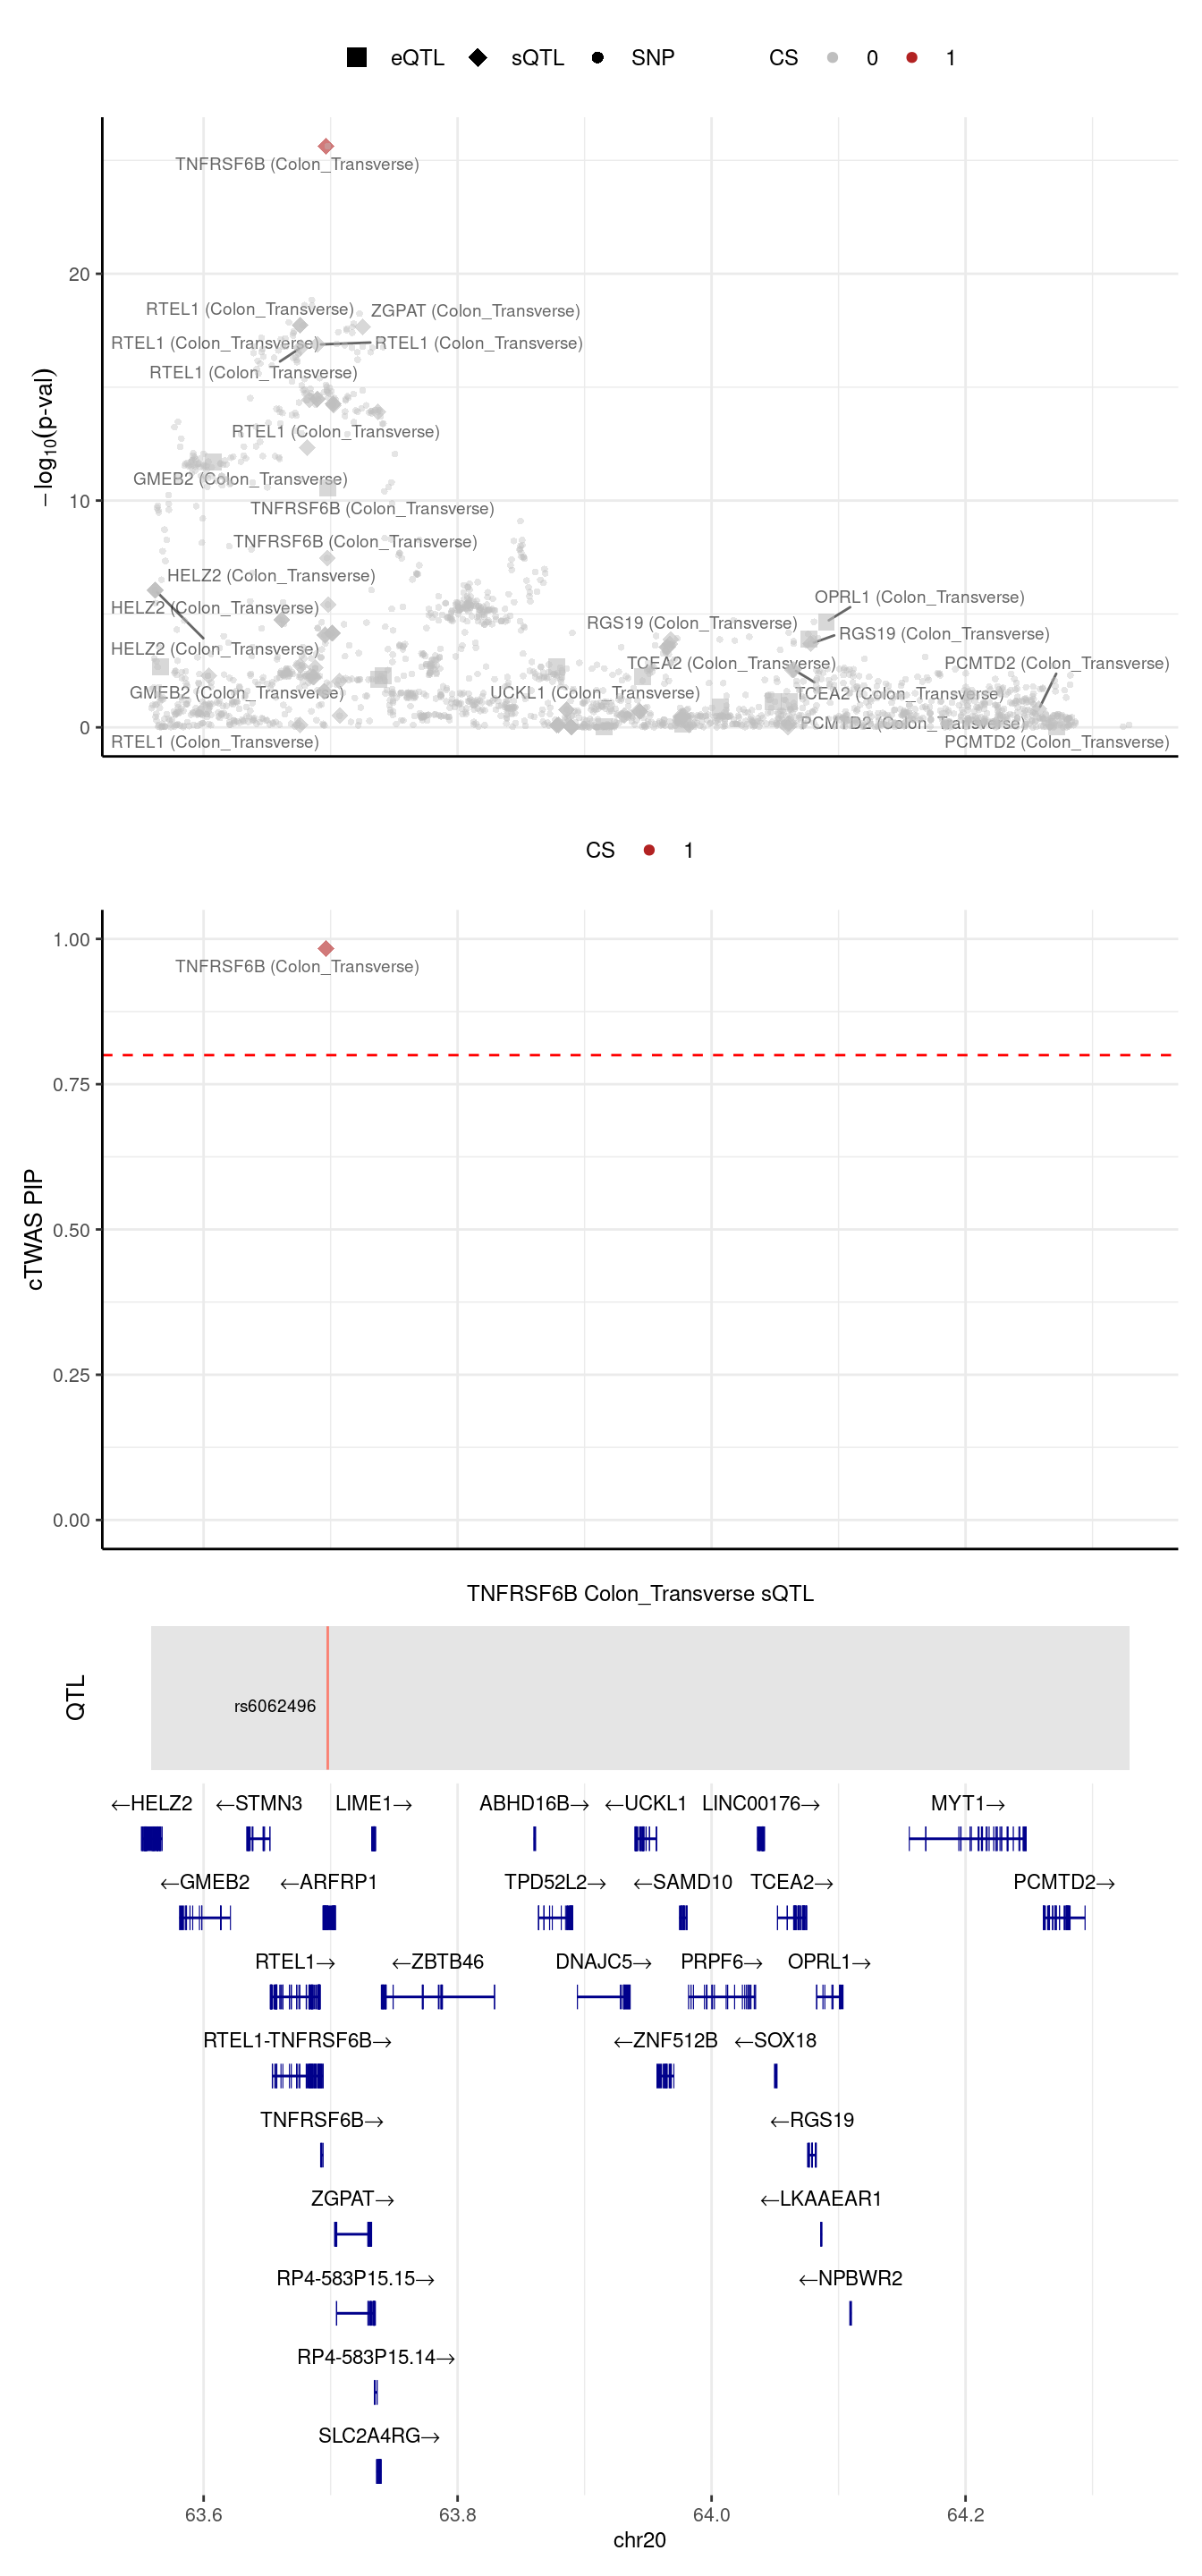 eQTL sQTL SNP CS 0 1
TNFRSF6B (Colon_Transverse)
20
RTEL1 (Colon_Transverse)
ZGPAT (Colon_Transverse)
RTEL1 (Colon_Transverse)
RTEL1 (Colon_Transverse)
RTEL1 (Colon_Transverse)
−log10(p-val)
RTEL1 (Colon_Transverse)
GMEB2 (Colon_Transverse)
10
TNFRSF6B (Colon_Transverse)
TNFRSF6B (Colon_Transverse)
HELZ2 (Colon_Transverse)
OPRL1 (Colon_Transverse)
HELZ2 (Colon_Transverse)
RGS19 (Colon_Transverse)
RGS19 (Colon_Transverse)
HELZ2 (Colon_Transverse)
TCEA2 (Colon_Transverse)
PCMTD2 (Colon_Transverse)
GMEB2 (Colon_Transverse)
UCKL1 (Colon_Transverse)
TCEA2 (Colon_Transverse)
PCMTD2 (Colon_Transverse)
0
RTEL1 (Colon_Transverse)
PCMTD2 (Colon_Transverse)
CS 1
1.00
TNFRSF6B (Colon_Transverse)
0.75
cTWAS PIP
0.50
0.25
0.00
TNFRSF6B Colon_Transverse sQTL
QTL
rs6062496
←HELZ2 ←STMN3 LIME1→ ABHD16B→ ←UCKL1 LINC00176→ MYT1→
←GMEB2 ←ARFRP1 TPD52L2→ ←SAMD10 TCEA2→ PCMTD2→
RTEL1→ ←ZBTB46 DNAJC5→ PRPF6→ OPRL1→
RTEL1-TNFRSF6B→ ←ZNF512B ←SOX18
TNFRSF6B→ ←RGS19
ZGPAT→ ←LKAAEAR1
RP4-583P15.15→ ←NPBWR2
RP4-583P15.14→
SLC2A4RG→
63.6 63.8 64.0 64.2
chr20